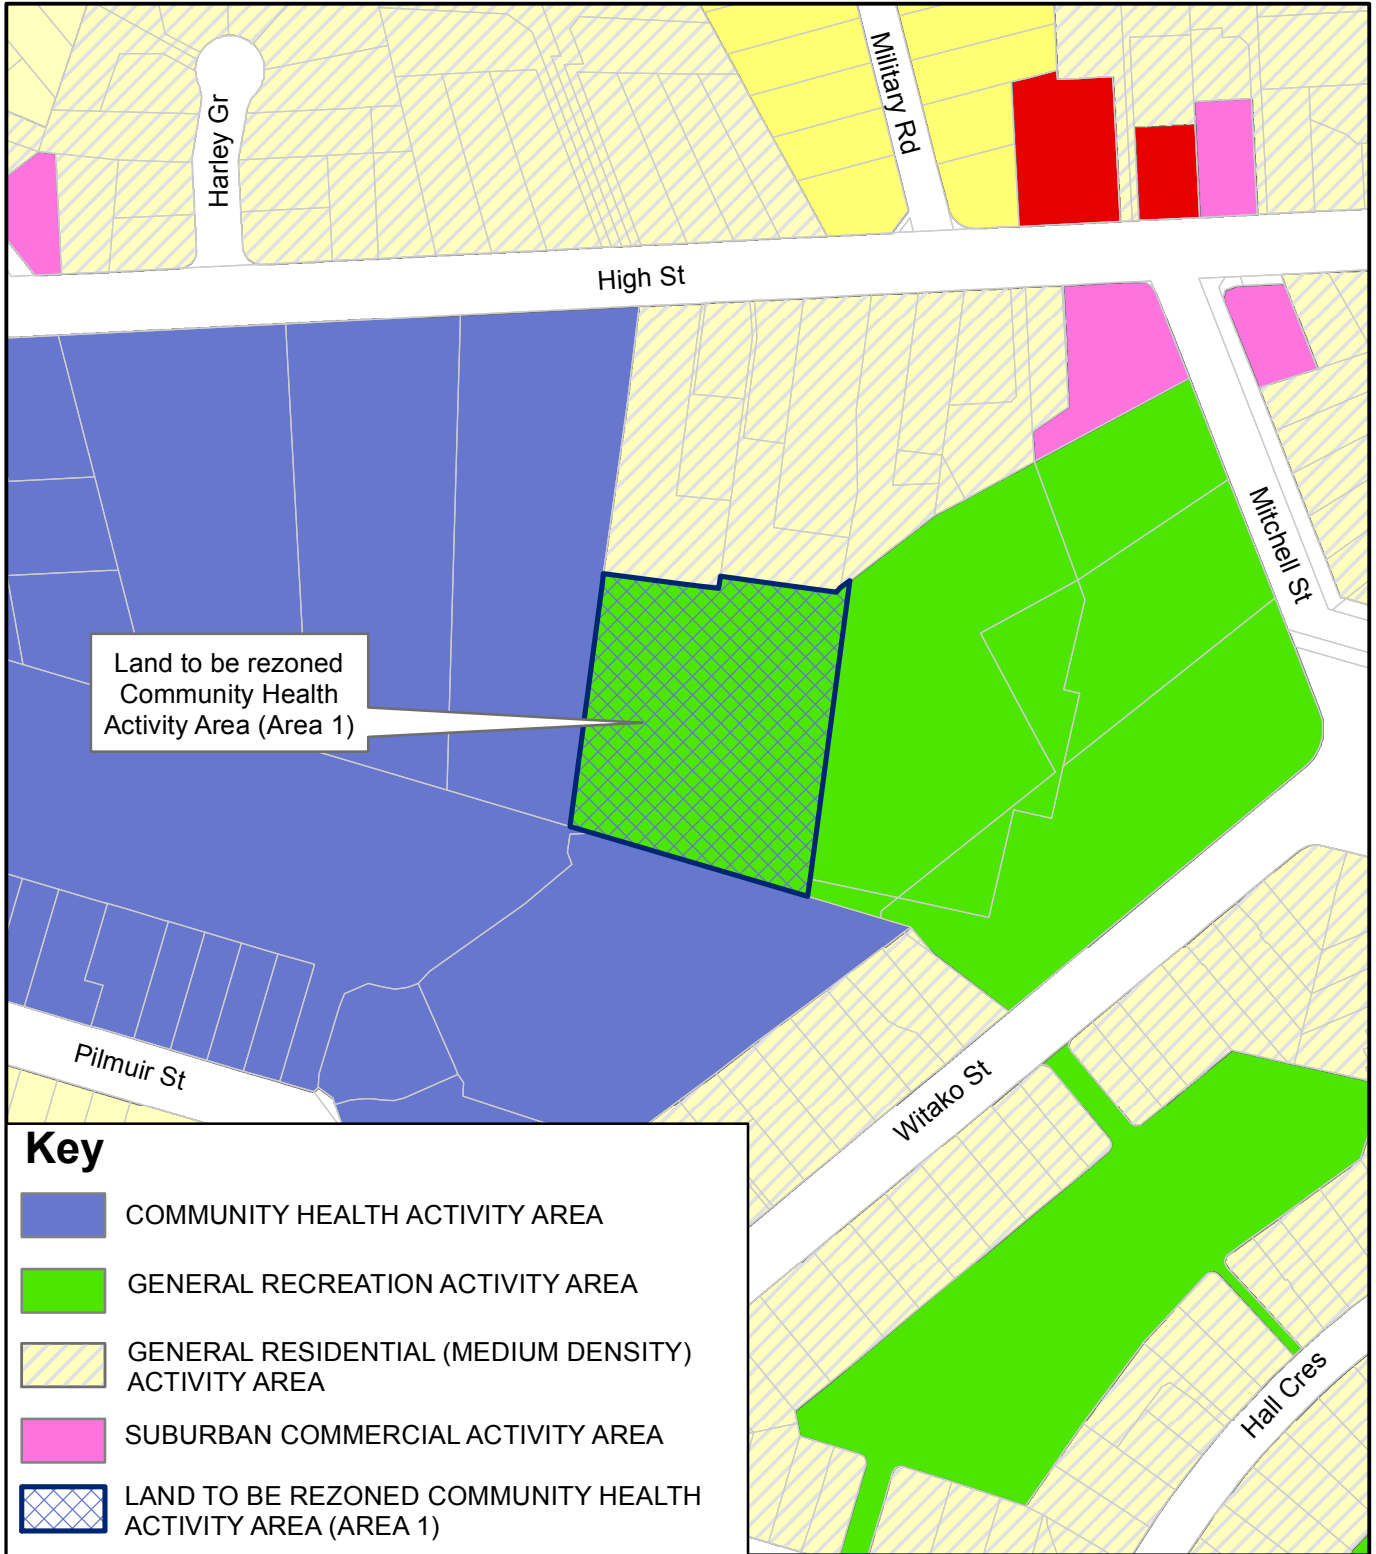 Military Rd
Harley Gr
High St
Mitchell St
Land to be rezoned
Community Health
Activity Area (Area 1)
Pilmuir St
Witako St
Hall Cres
Key
COMMUNITY HEALTH ACTIVITY AREA
GENERAL RECREATION ACTIVITY AREA
GENERAL RESIDENTIAL (MEDIUM DENSITY)
ACTIVITY AREA
SUBURBAN COMMERCIAL ACTIVITY AREA
LAND TO BE REZONED COMMUNITY HEALTH
ACTIVITY AREA (AREA 1)